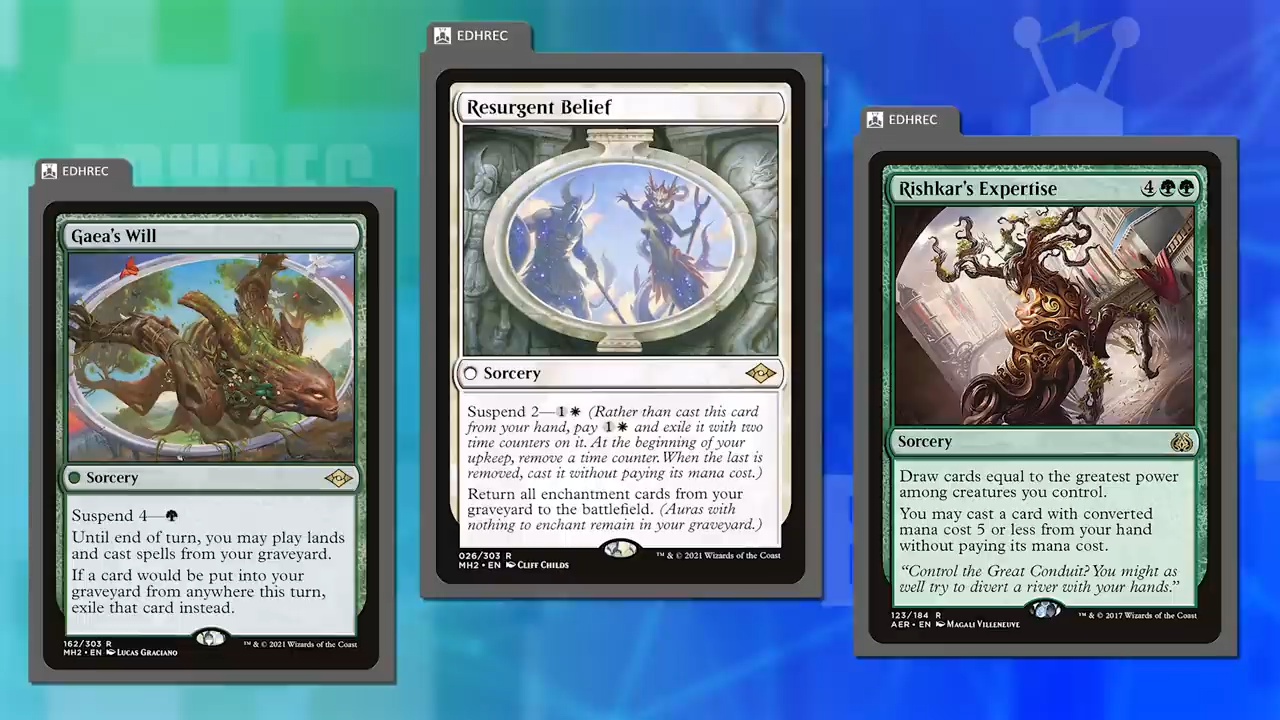 EDHREC
Gaea's Will
Sorcery
Suspend 4—
Until end of turn, you may play lands
and cast spells from your graveyard.
If a card would be put into your
graveyard from anywhere this turn,
exile that card instead.
162/303 R
MH2 • EN Lucas Graciano
™ & © 2021 Wizards of the Coast
EDHREC
Resurgent Belief
Sorcery
Suspend 2—1 (Rather than cast this card
from your hand, pay 1 and exile it with two
time counters on it. At the beginning of your
upkeep, remove a time counter. When the last is
removed, cast it without paying its mana cost.)
Return all enchantment cards from your
graveyard to the battlefield. (Auras with
nothing to enchant remain in your graveyard.)
026/303 R
MH2 • EN Cliff Childs
™ & © 2021 Wizards of the Coast
EDHREC
Rishkar's Expertise 4
Sorcery
Draw cards equal to the greatest power
among creatures you control.
You may cast a card with converted
mana cost 5 or less from your hand
without paying its mana cost.
"Control the Great Conduit? You might as
well try to divert a river with your hands."
123/184 R
AER • EN Magali Villeneuve
™ & © 2017 Wizards of the Coast
EDHREC